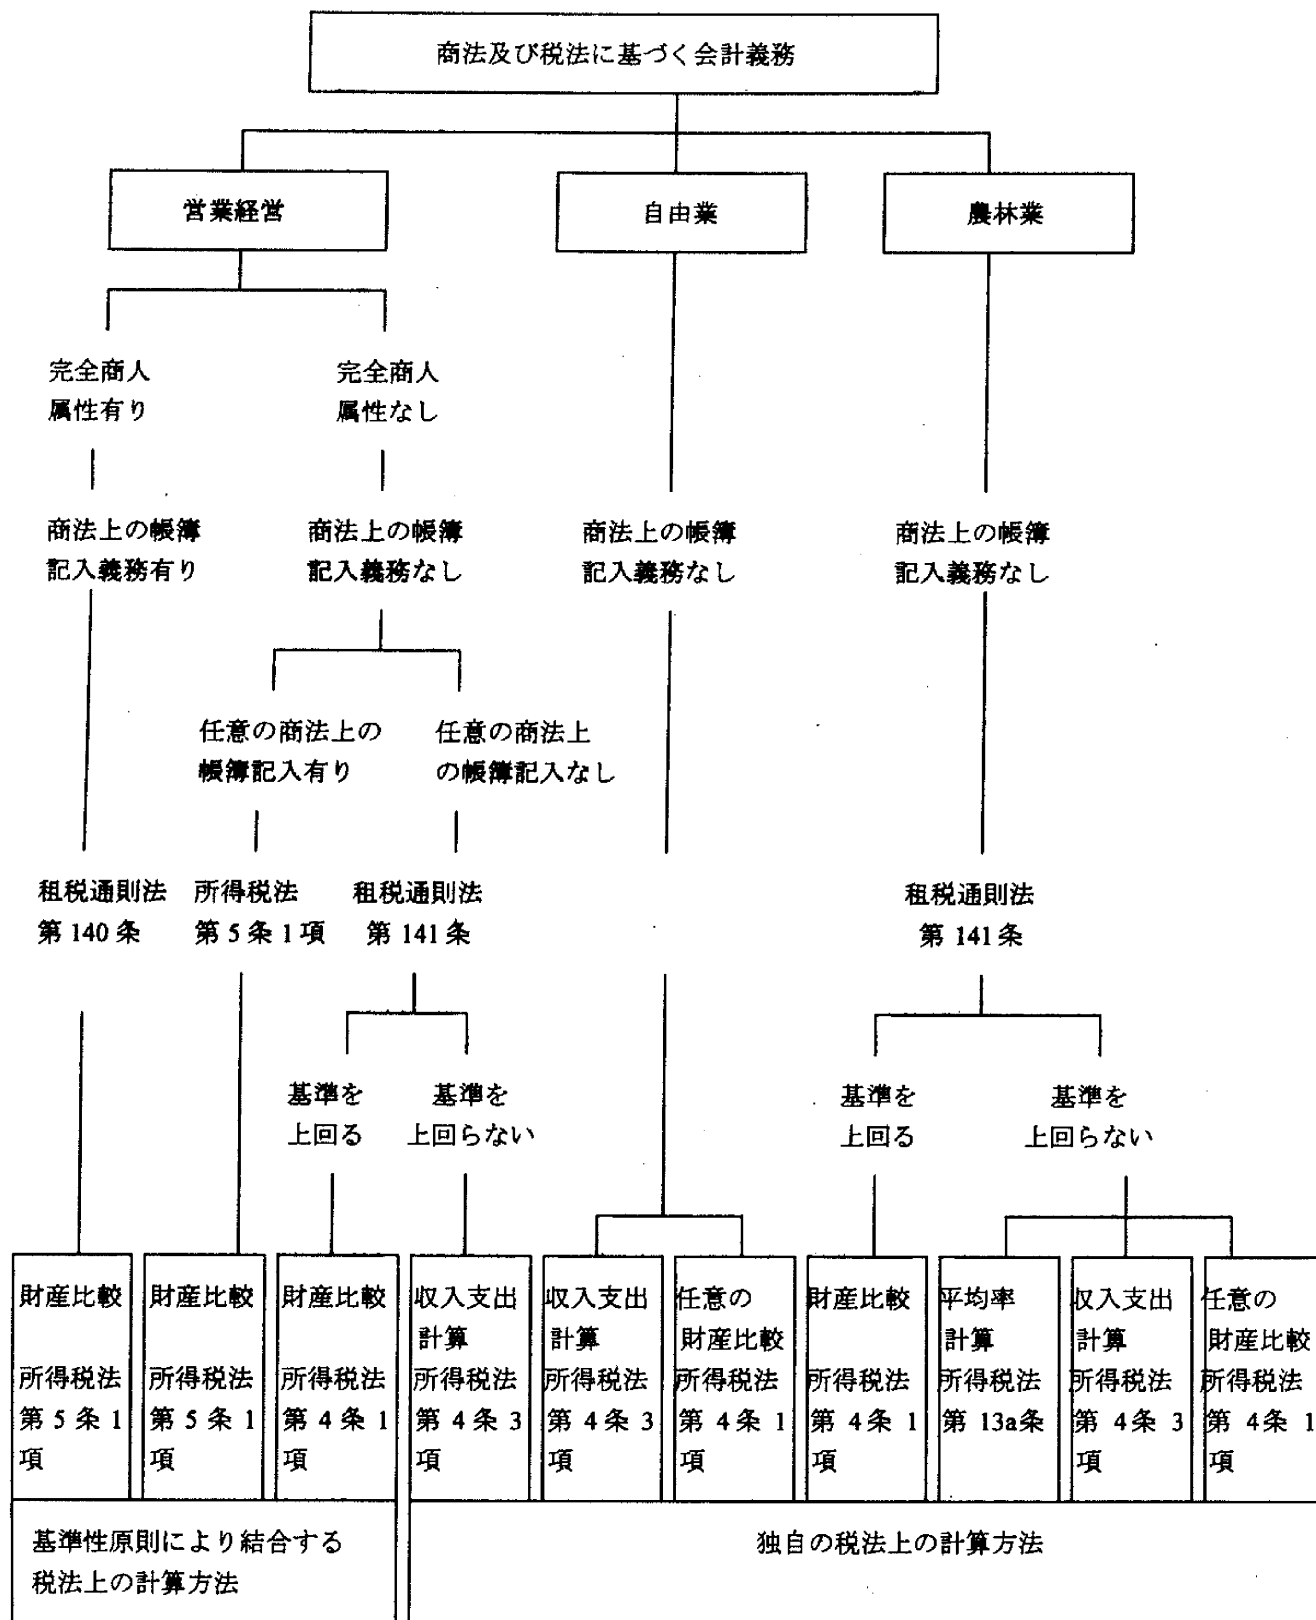 商法及び税法に基づく会計義務
営業経営
自由業
農林業
完全商人
属性有り
完全商人
属性なし
商法上の帳簿
記入義務有り
商法上の帳簿
記入義務なし
商法上の帳簿
記入義務なし
商法上の帳簿
記入義務なし
任意の商法上の
帳簿記入有り
任意の商法上
の帳簿記入なし
租税通則法
第 140 条
所得税法
第 5 条 1 項
租税通則法
第 141 条
租税通則法
第 141 条
基準を
上回る
基準を
上回らない
基準を
上回る
基準を
上回らない
財産比較
所得税法
第 5 条 1
項
財産比較
所得税法
第 5 条 1
項
財産比較
所得税法
第 4 条 1
項
収入支出
計算
所得税法
第 4 条 3
項
収入支出
計算
所得税法
第 4 条 3
項
任意の
財産比較
所得税法
第 4 条 1
項
財産比較
所得税法
第 4 条 1
項
平均率
計算
所得税法
第 13a 条
収入支出
計算
所得税法
第 4 条 3
項
任意の
財産比較
所得税法
第 4 条 1
項
基準性原則により結合する
税法上の計算方法
独自の税法上の計算方法